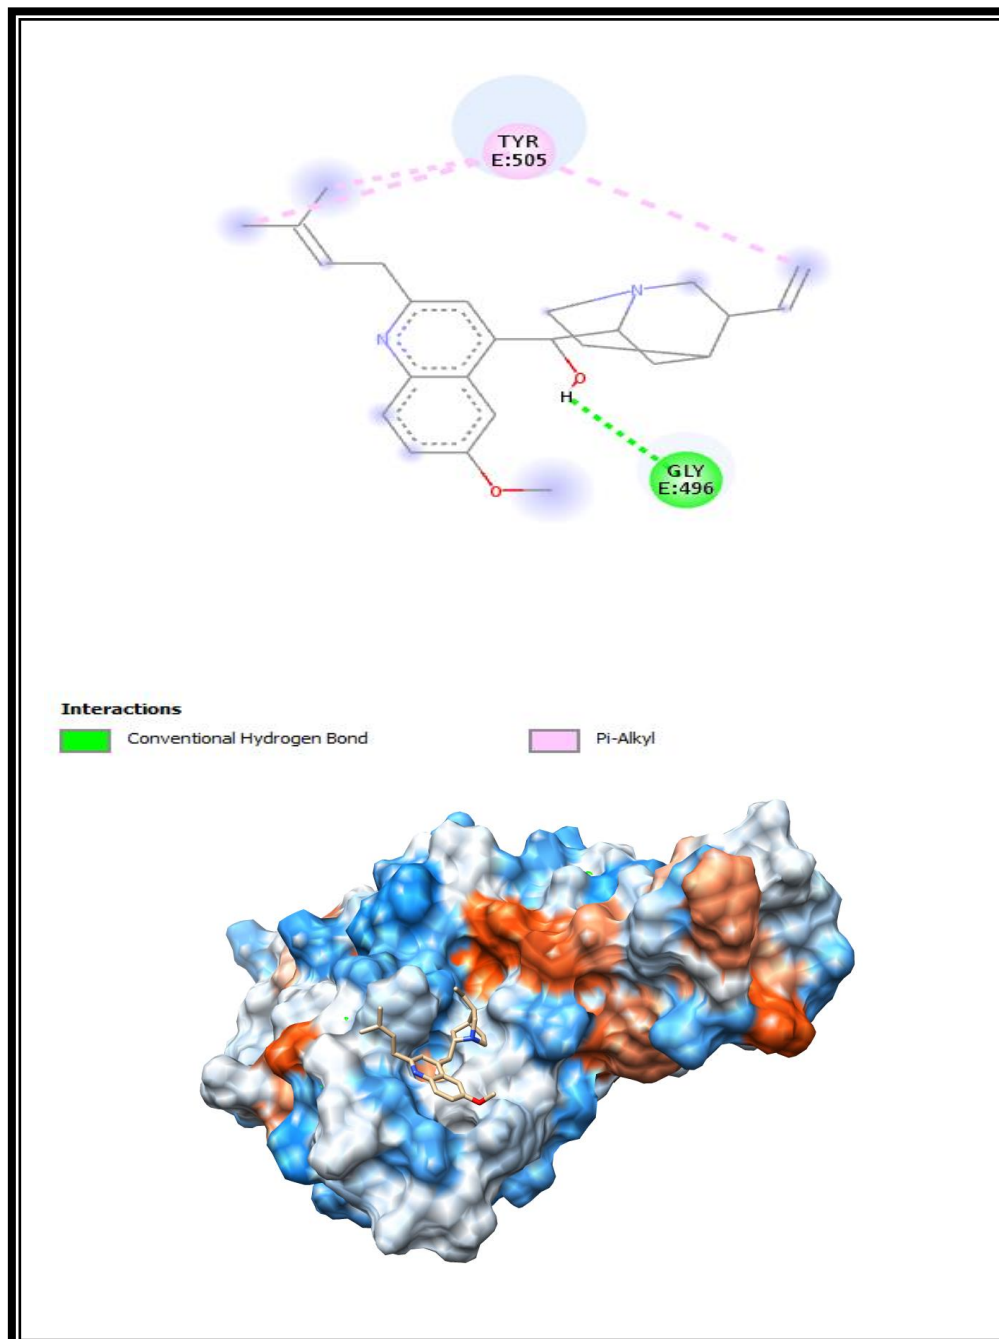 TYR
E:505
N
N
O
H
GLY
E:496
O
Interactions
Conventional Hydrogen Bond
Pi-Alkyl